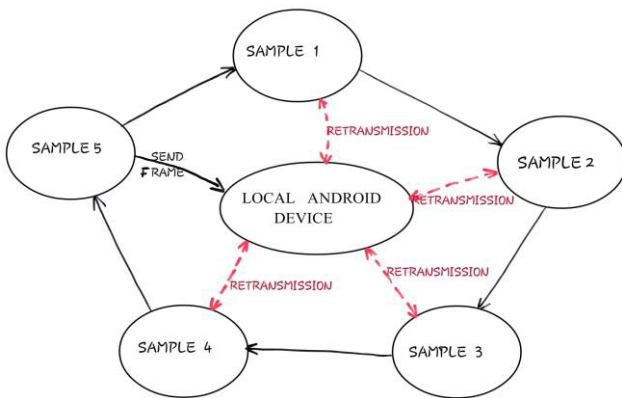 SAMPLE 1
RETRANSMISSION
SAMPLE 5
SEND
FRAME
SAMPLE 2
LOCAL ANDROID
DEVICE
RETRANSMISSION
RETRANSMISSION
RETRANSMISSION
SAMPLE 4
SAMPLE 3